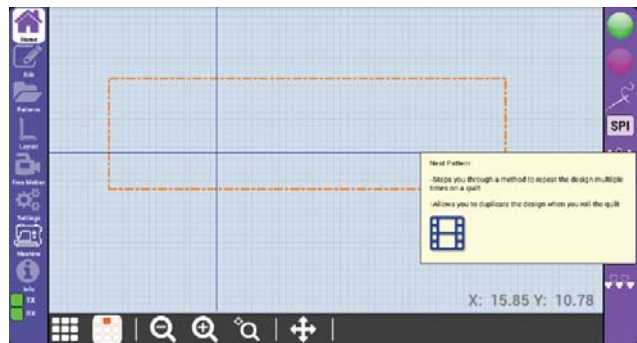 Home
Edit
Patterns
Layout
Free Motion
Settings
Machine
Info
TX
RX
SPI
Next Pattern
-Steps you through a method to repeat the design multiple
times on a quilt
-Allows you to duplicate the design when you roll the quilt
X: 15.85 Y: 10.78